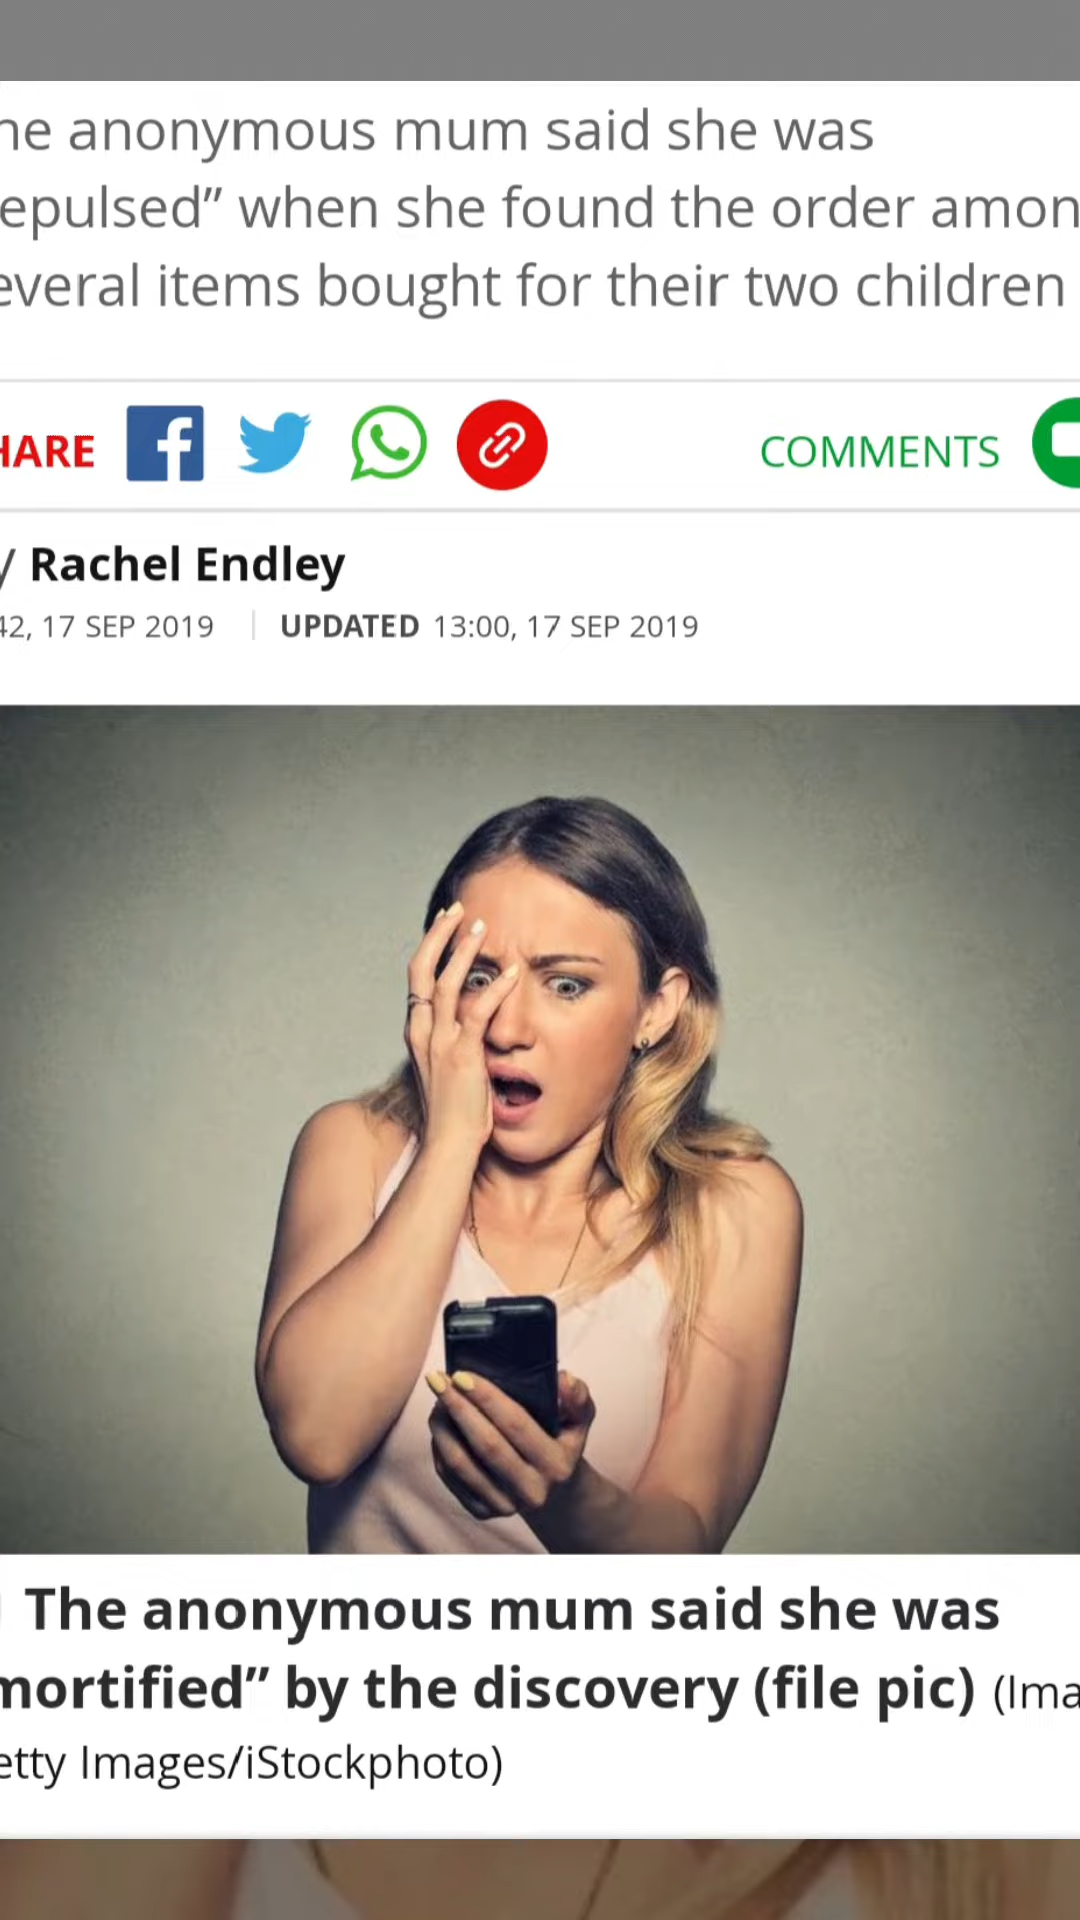 he anonymous mum said she was
epulsed” when she found the order amon
everal items bought for their two children
HARE COMMENTS
y Rachel Endley
42, 17 SEP 2019 UPDATED 13:00, 17 SEP 2019
The anonymous mum said she was
mortified” by the discovery (file pic) (Ima
etty Images/iStockphoto)